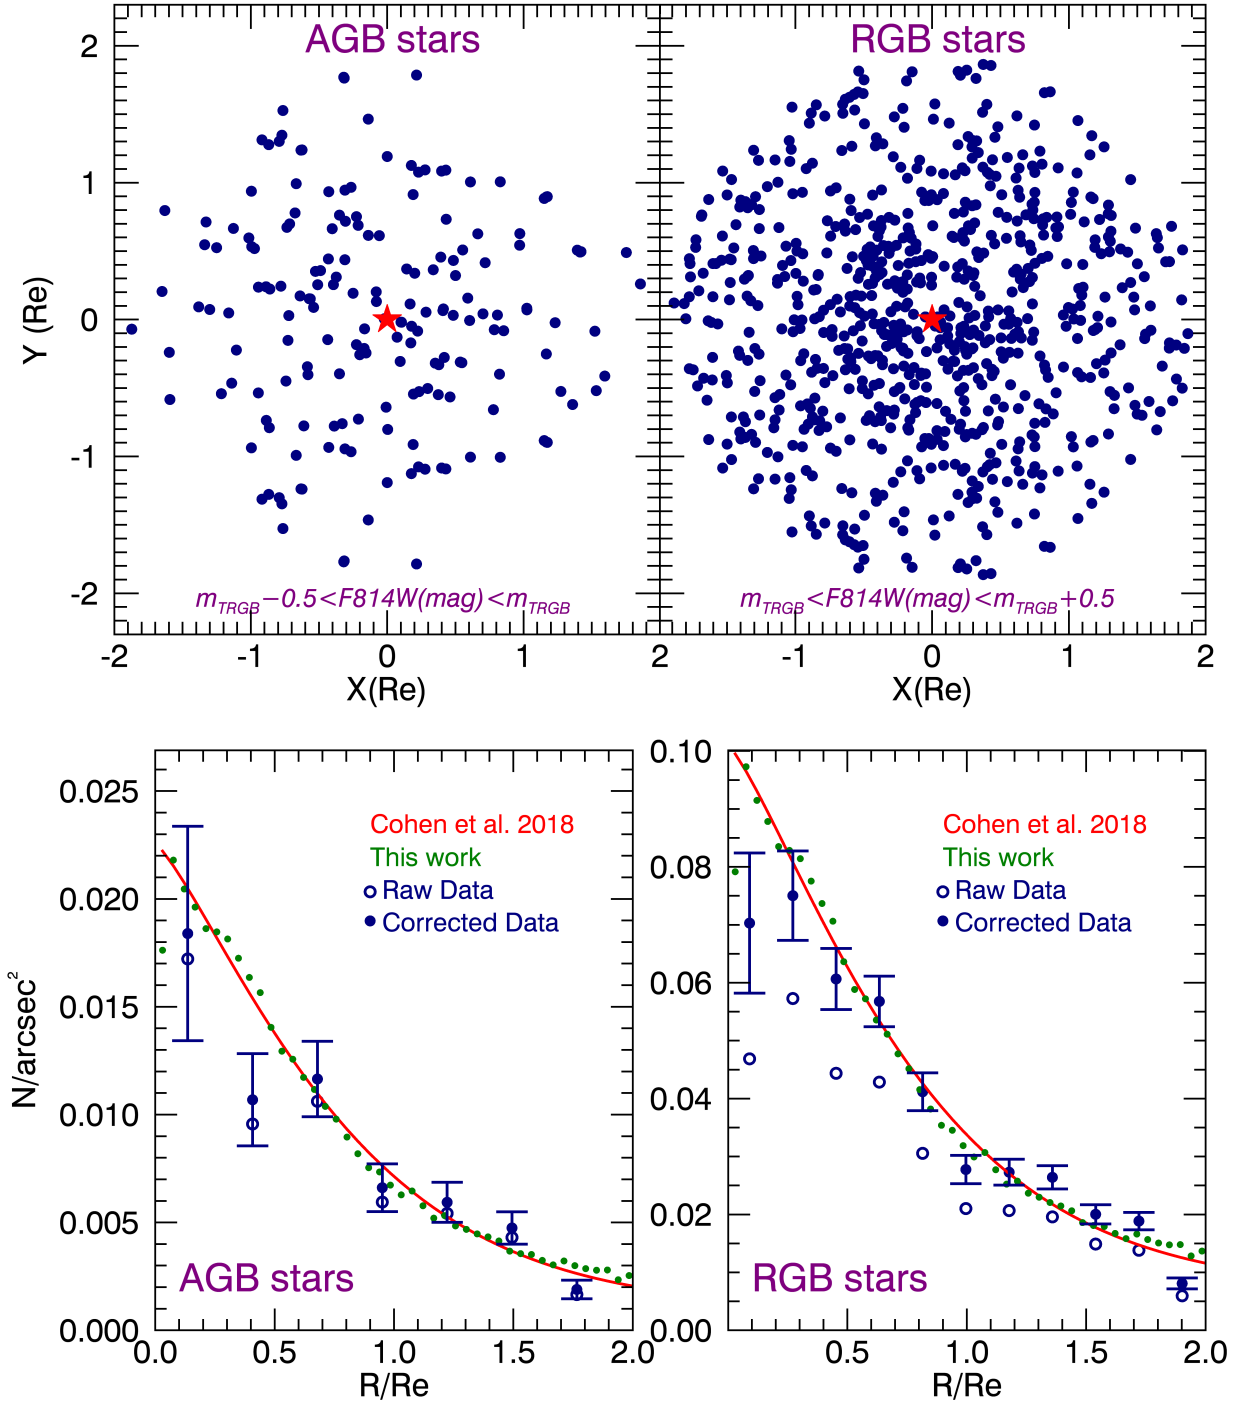 AGB stars
RGB stars
2
1
0
-1
-2
Y (Re)
m_TRGB−0.5<F814W(mag)<m_TRGB
m_TRGB<F814W(mag)<m_TRGB+0.5
-2 -1 0 1 2 -1 0 1 2
X(Re)
X(Re)
0.025
0.020
0.015
0.010
0.005
0.000
N/arcsec²
Cohen et al. 2018
This work
Raw Data
Corrected Data
AGB stars
0.0 0.5 1.0 1.5 2.0
R/Re
0.10
0.08
0.06
0.04
0.02
0.00
Cohen et al. 2018
This work
Raw Data
Corrected Data
RGB stars
0.5 1.0 1.5 2.0
R/Re